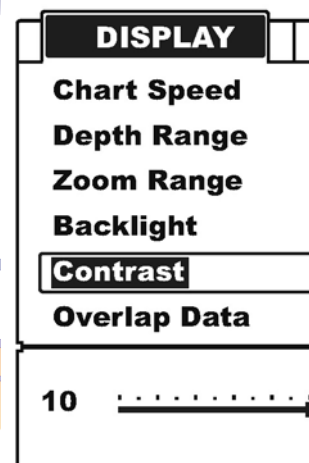 DISPLAY
Chart Speed
Depth Range
Zoom Range
Backlight
Contrast
Overlap Data
10